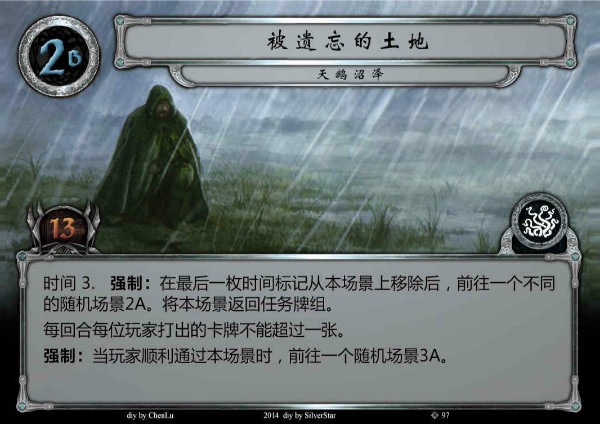 2B
被遗忘的土地
天鹅沼泽
13
时间 3. 强制：在最后一枚时间标记从本场景上移除后，前往一个不同
的随机场景2A。将本场景返回任务牌组。
每回合每位玩家打出的卡牌不能超过一张。
强制：当玩家顺利通过本场景时，前往一个随机场景3A。
diy by ChenLu 2014 diy by SilverStar 97